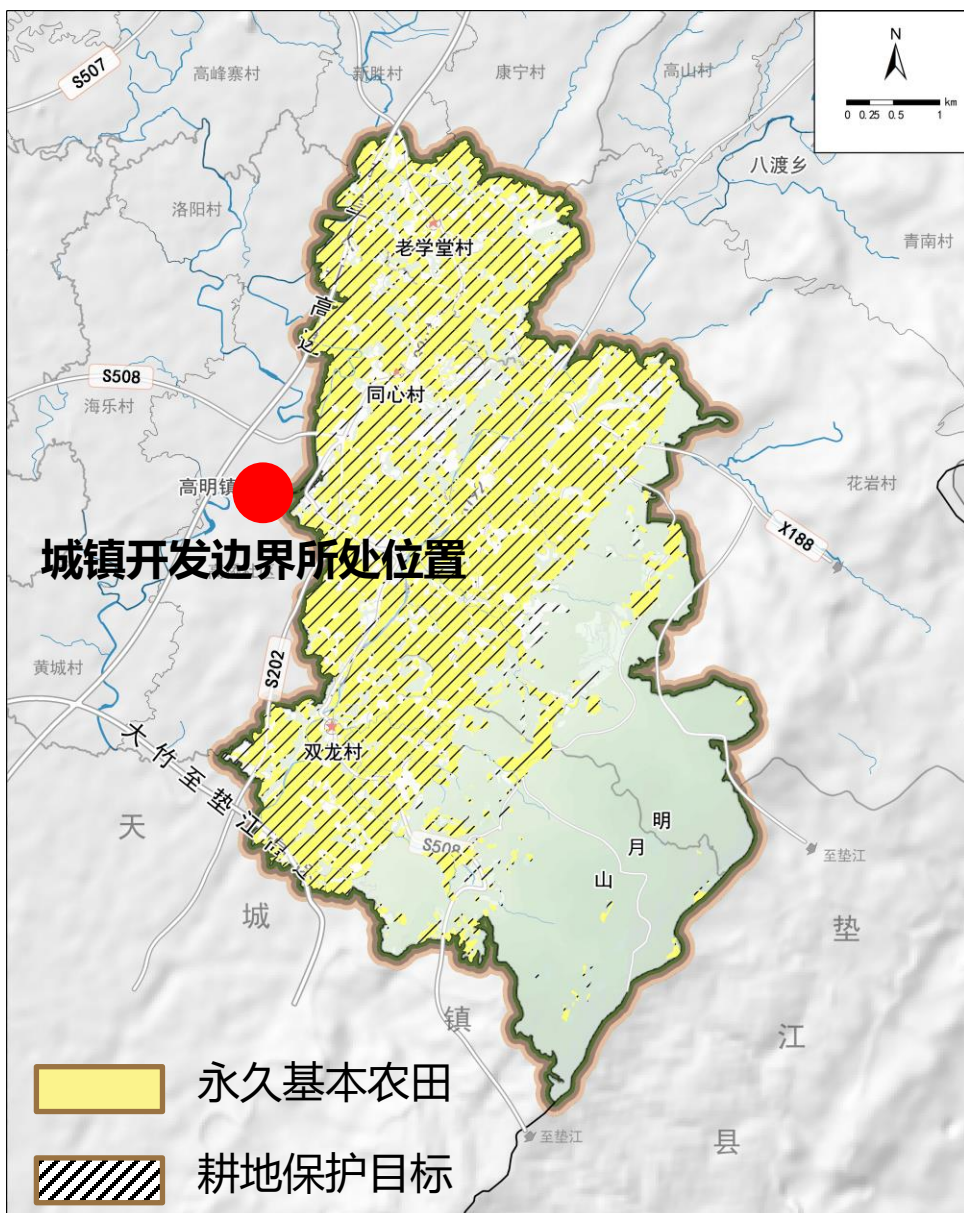 N
km
0 0.25 0.5 1
S507
高峰寨村
新胜村
康宁村
高山村
八渡乡
洛阳村
青南村
老学堂村
高
S508
海乐村
同心村
高明镇
花岩村
X188
城镇开发边界所处位置
黄城村
S202
双龙村
大竹至垫江高速
天
城
镇
S508
明
月
山
至垫江
垫
江
县
至垫江
永久基本农田
耕地保护目标